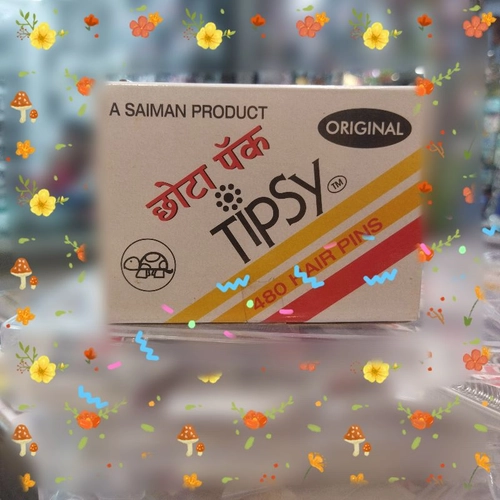 A SAIMAN PRODUCT
ORIGINAL
छोटा पॅक
TipSy TM
480 HAIR PINS